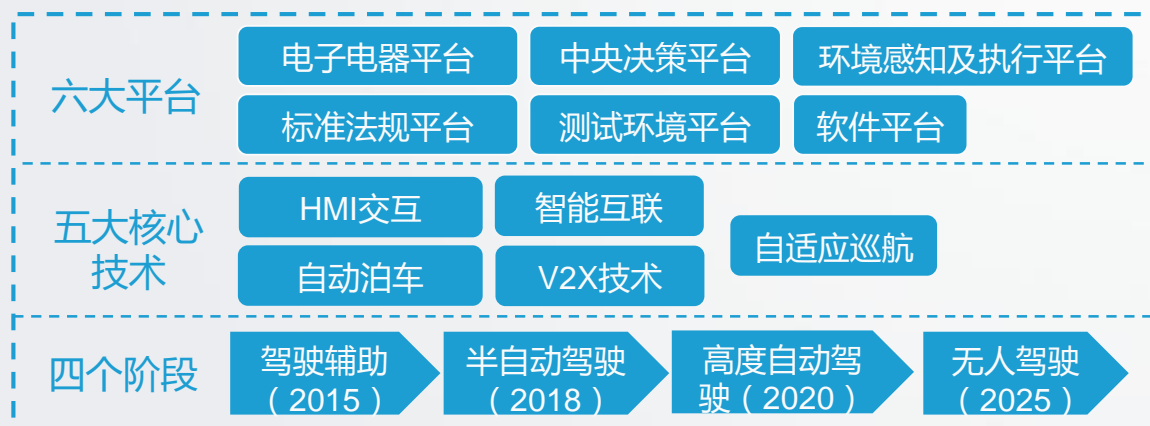 六大平台
电子电器平台
中央决策平台
环境感知及执行平台
标准法规平台
测试环境平台
软件平台
五大核心
技术
HMI交互
智能互联
自适应巡航
自动泊车
V2X技术
四个阶段
驾驶辅助
（2015）
半自动驾驶
（2018）
高度自动驾
驶（2020）
无人驾驶
（2025）